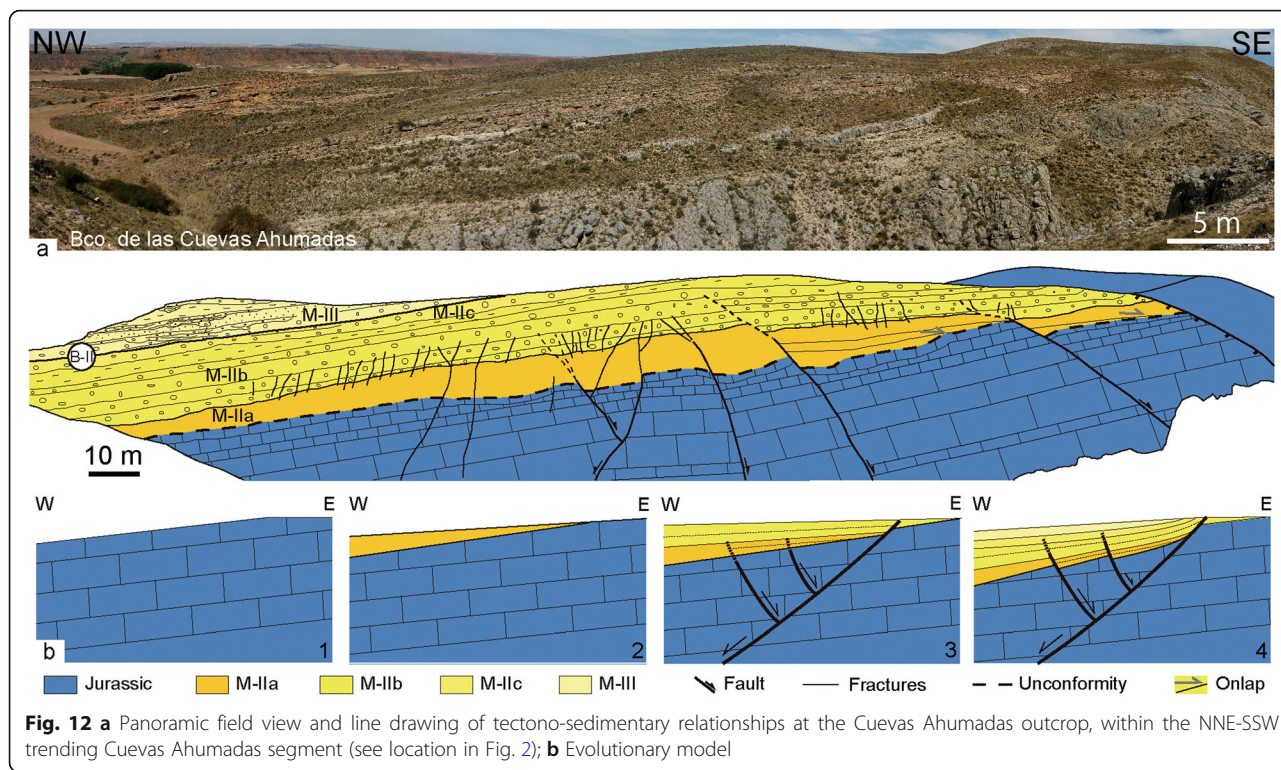 NW
SE
Bco. de las Cuevas Ahumadas
5 m
a
M-III
M-IIc
B-II
M-IIb
M-IIa
10 m
W E W E W E W E
b 1 2 3 4
Jurassic M-IIa M-IIb M-IIc M-III Fault Fractures Unconformity Onlap
Fig. 12 a Panoramic field view and line drawing of tectono-sedimentary relationships at the Cuevas Ahumadas outcrop, within the NNE-SSW
trending Cuevas Ahumadas segment (see location in Fig. 2); b Evolutionary model